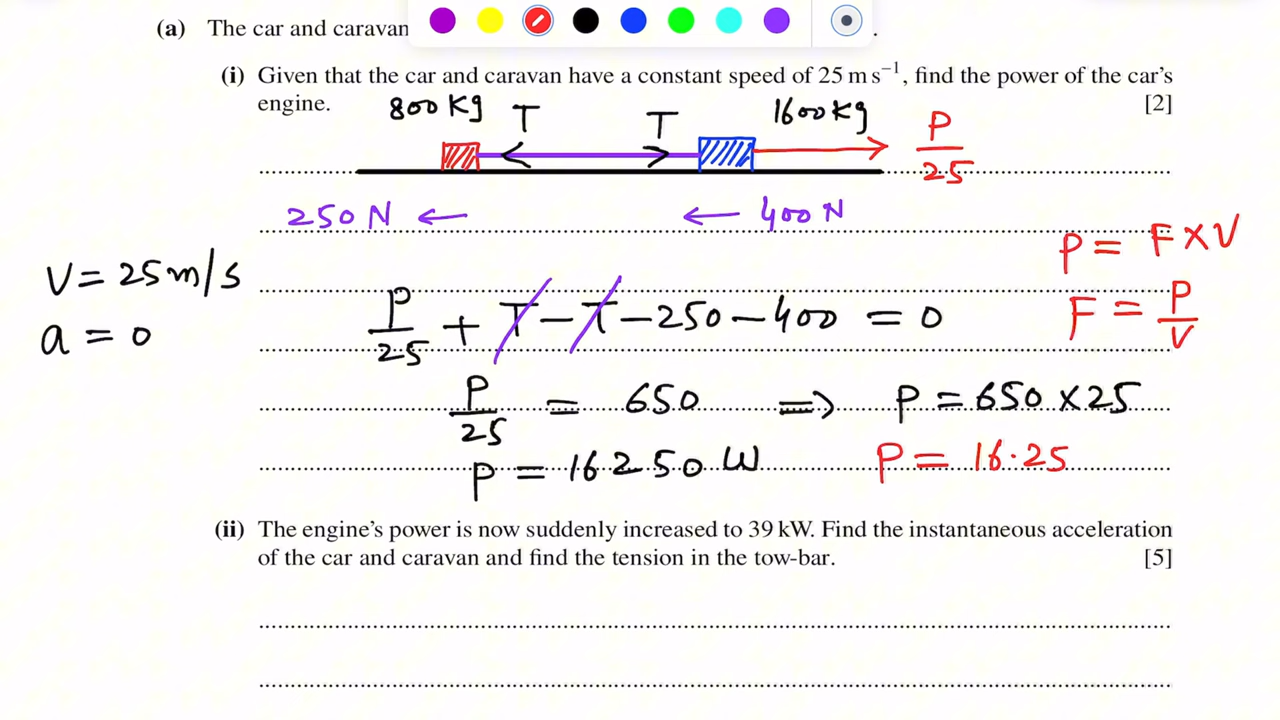 (a) The car and caravan .
(i) Given that the car and caravan have a constant speed of 25 m s⁻¹, find the power of the car's
engine. [2]
800 Kg T T 1600 Kg P/25
250 N ← ← 400 N
P = F × V
V = 25 m/s
P/25 + T − T − 250 − 400 = 0
F = P/V
a = 0
P/25 = 650 ⇒ P = 650 × 25
P = 16250 W P = 16.25
(ii) The engine's power is now suddenly increased to 39 kW. Find the instantaneous acceleration
of the car and caravan and find the tension in the tow-bar. [5]